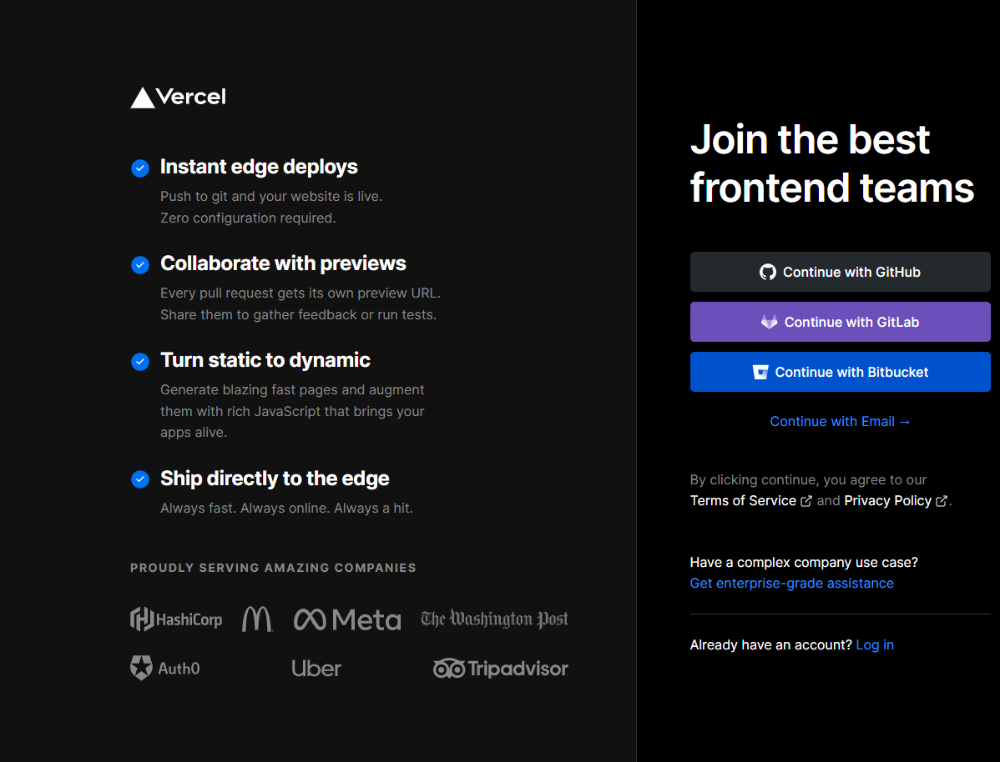 Vercel
Instant edge deploys
Push to git and your website is live.
Zero configuration required.
Collaborate with previews
Every pull request gets its own preview URL.
Share them to gather feedback or run tests.
Turn static to dynamic
Generate blazing fast pages and augment
them with rich JavaScript that brings your
apps alive.
Ship directly to the edge
Always fast. Always online. Always a hit.
PROUDLY SERVING AMAZING COMPANIES
HashiCorp Meta The Washington Post
Auth0 Uber Tripadvisor
Join the best
frontend teams
Continue with GitHub
Continue with GitLab
Continue with Bitbucket
Continue with Email →
By clicking continue, you agree to our
Terms of Service and Privacy Policy .
Have a complex company use case?
Get enterprise-grade assistance
Already have an account? Log in